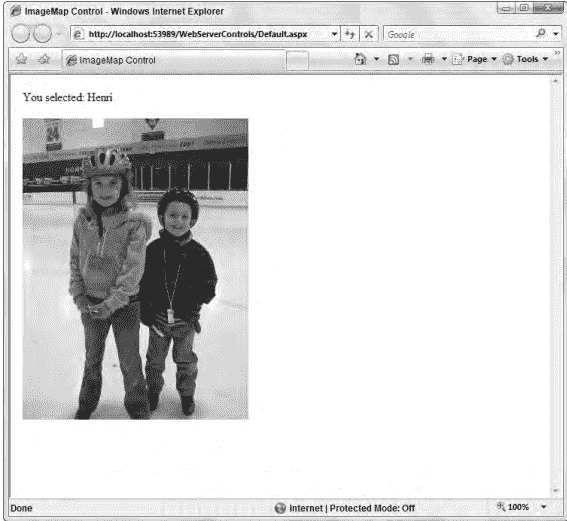 ImageMap Control - Windows Internet Explorer
http://localhost:53989/WebServerControls/Default.aspx
Google
ImageMap Control
Page
Tools
You selected: Henri
24
Done
Internet | Protected Mode: Off
100%